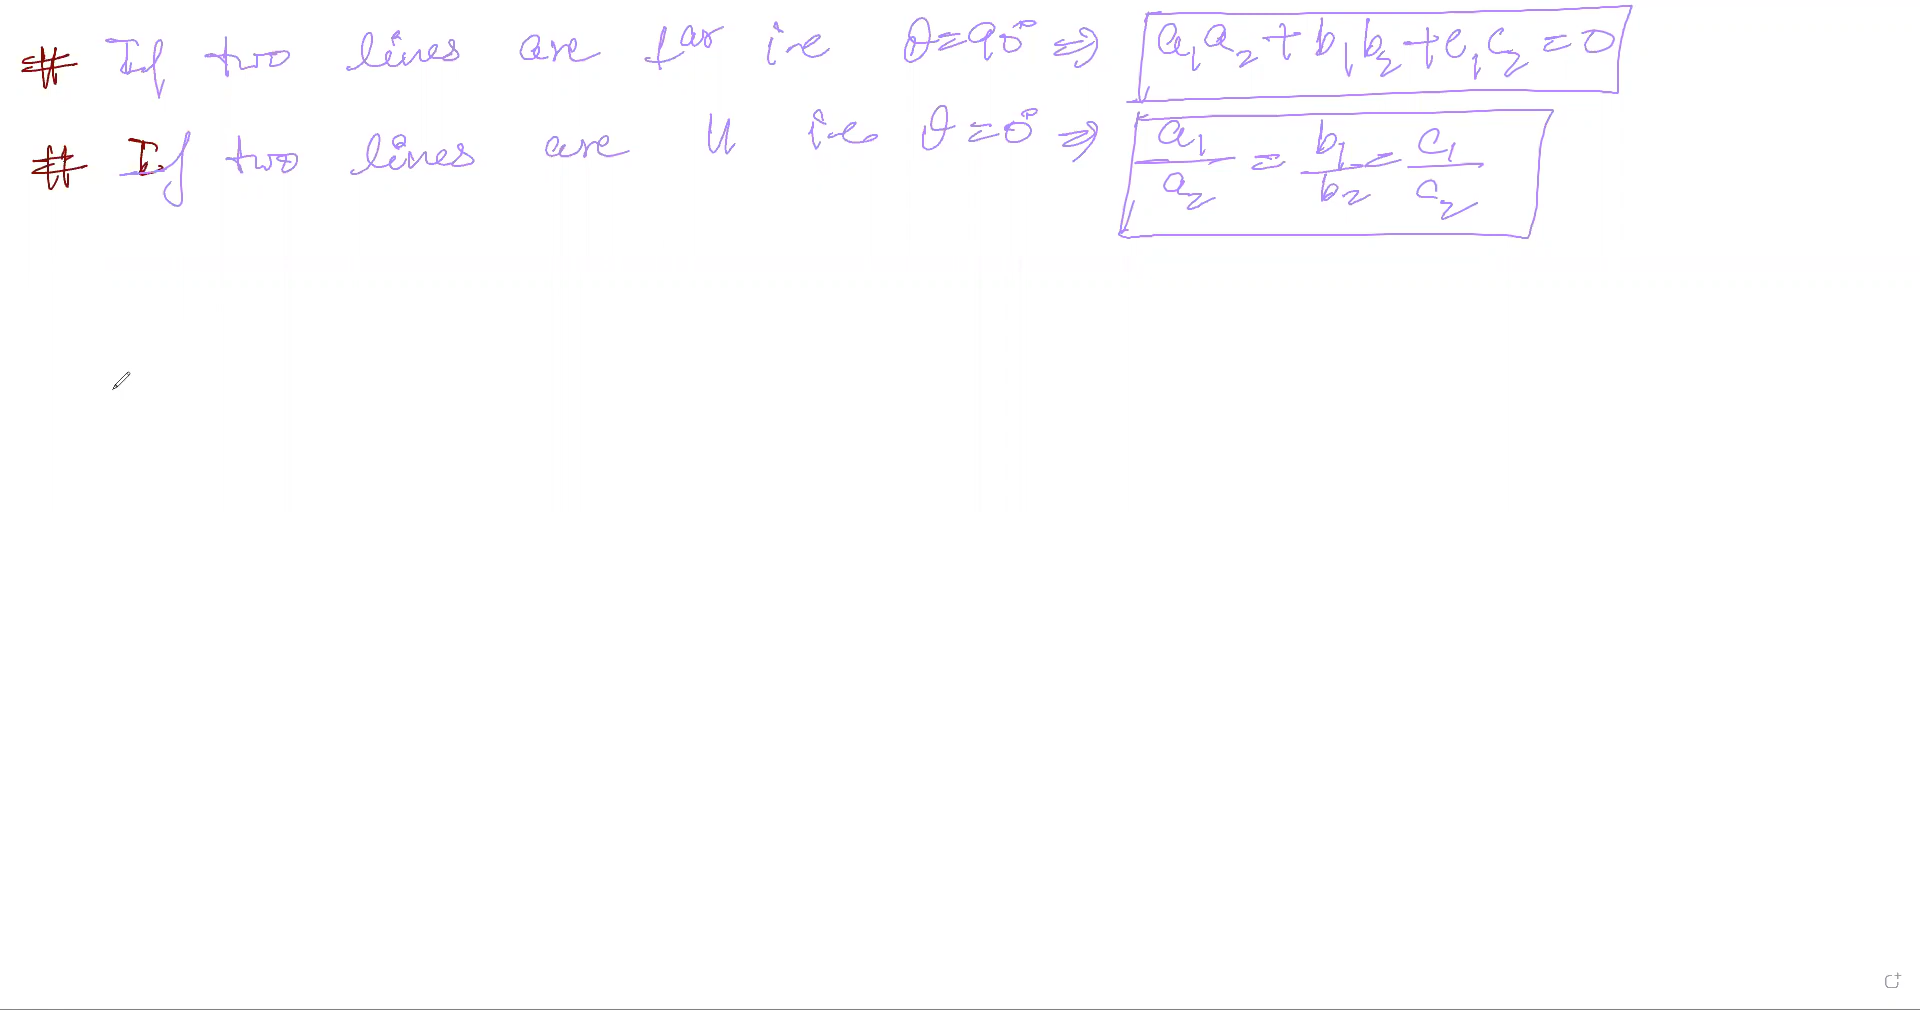 # If two lines are ⊥ar i.e θ=90° ⇒ a₁a₂ + b₁b₂ + c₁c₂ = 0
# If two lines are || i.e. θ=0° ⇒ a₁/a₂ = b₁/b₂ = c₁/c₂